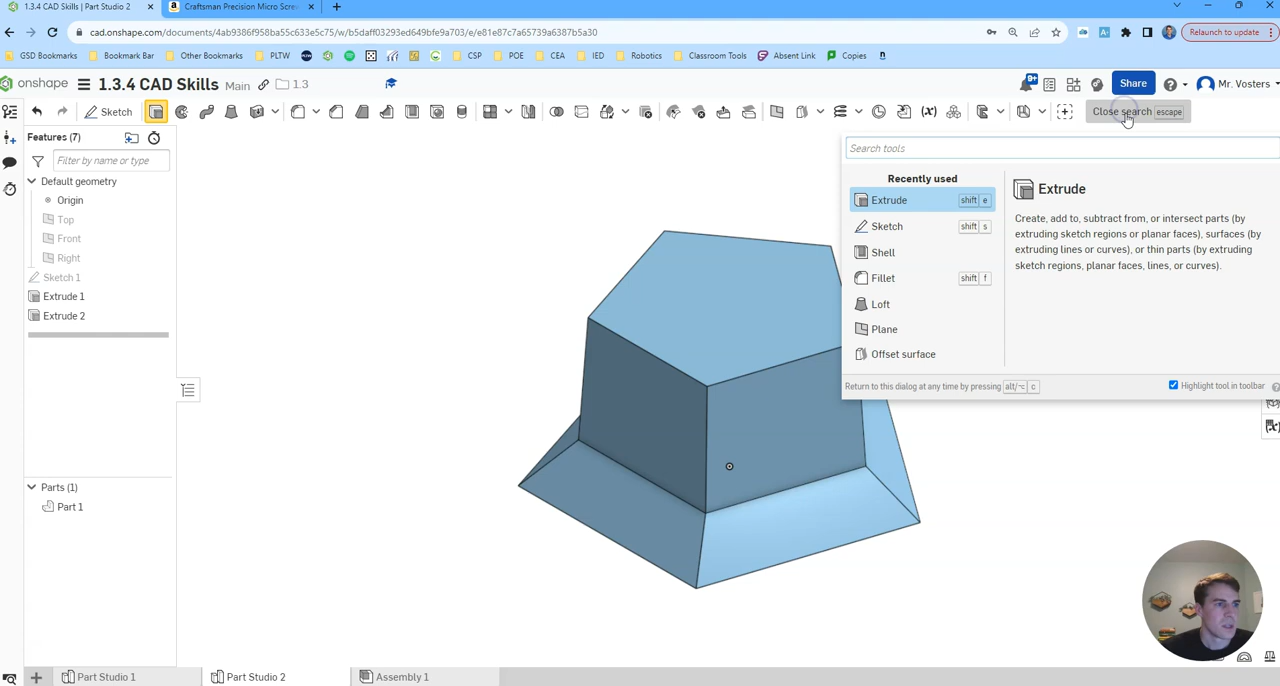 1.3.4 CAD Skills | Part Studio 2
Craftsman Precision Micro Scre
cad.onshape.com/documents/4ab9386f958ba55c633e5c75/w/b5daff03293ed649bfe9a703/e/e81e87c7a65739a6387b5a30
Relaunch to update
GSD Bookmarks Bookmark Bar Other Bookmarks PLTW CSP POE CEA IED Robotics Classroom Tools Absent Link Copies
onshape 1.3.4 CAD Skills Main 1.3 9+ Share Mr. Vosters
Sketch
Close search escape
Features (7)
Filter by name or type
Default geometry
Origin
Top
Front
Right
Sketch 1
Extrude 1
Extrude 2
Parts (1)
Part 1
Search tools
Recently used
Extrude shift e
Sketch shift s
Shell
Fillet shift f
Loft
Plane
Offset surface
Extrude
Create, add to, subtract from, or intersect parts (by
extruding sketch regions or planar faces), surfaces (by
extruding lines or curves), or thin parts (by extruding
sketch regions, planar faces, lines, or curves).
Return to this dialog at any time by pressing alt/⌥ c
Highlight tool in toolbar
Part Studio 1 Part Studio 2 Assembly 1